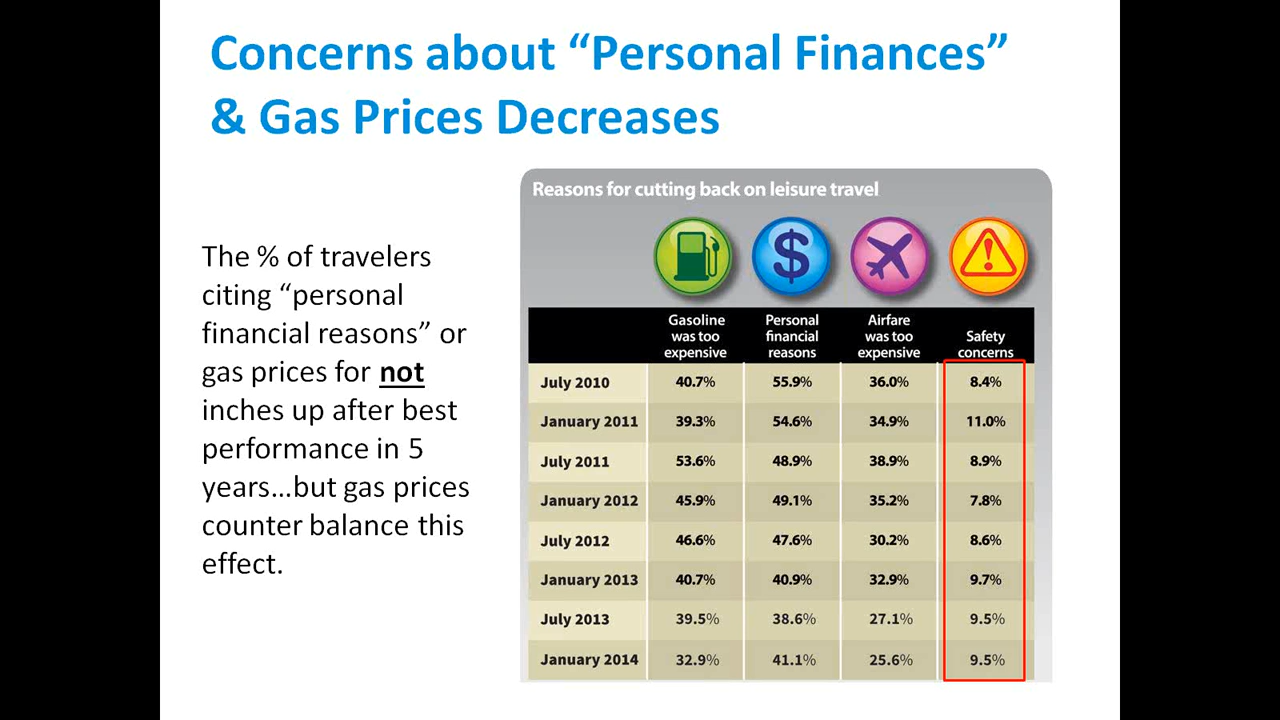 Concerns about “Personal Finances”
& Gas Prices Decreases
The % of travelers
citing “personal
financial reasons” or
gas prices for not
inches up after best
performance in 5
years…but gas prices
counter balance this
effect.
Reasons for cutting back on leisure travel
Gasoline was too expensive Personal financial reasons Airfare was too expensive Safety concerns
July 2010 40.7% 55.9% 36.0% 8.4%
January 2011 39.3% 54.6% 34.9% 11.0%
July 2011 53.6% 48.9% 38.9% 8.9%
January 2012 45.9% 49.1% 35.2% 7.8%
July 2012 46.6% 47.6% 30.2% 8.6%
January 2013 40.7% 40.9% 32.9% 9.7%
July 2013 39.5% 38.6% 27.1% 9.5%
January 2014 32.9% 41.1% 25.6% 9.5%